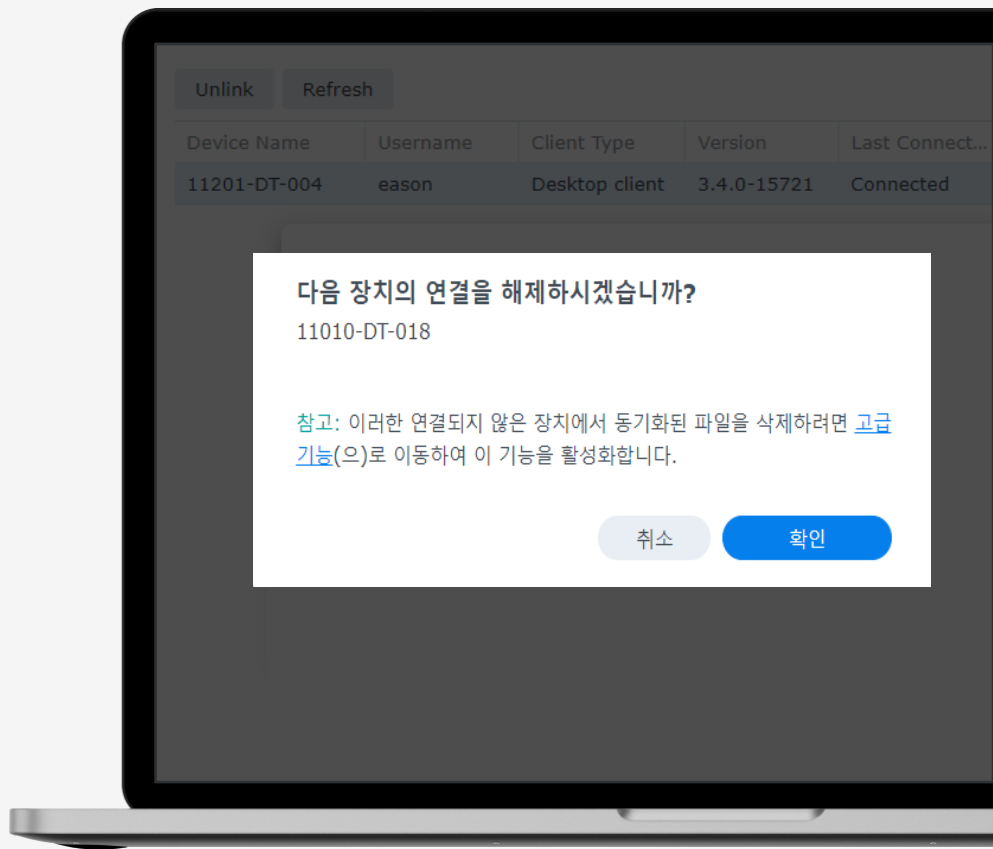 Unlink Refresh
Device Name Username Client Type Version Last Connect...
11201-DT-004 eason Desktop client 3.4.0-15721 Connected
다음 장치의 연결을 해제하시겠습니까?
11010-DT-018
참고: 이러한 연결되지 않은 장치에서 동기화된 파일을 삭제하려면 고급
기능(으)로 이동하여 이 기능을 활성화합니다.
취소 확인